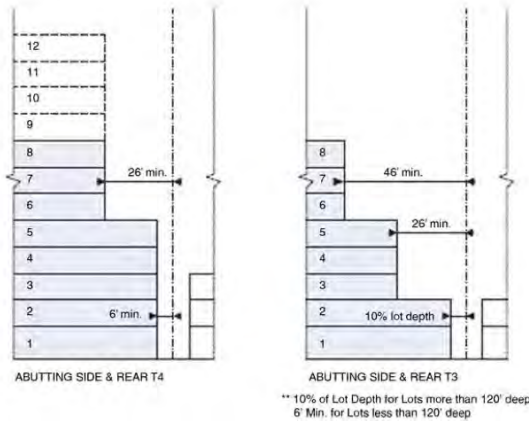 12
11
10
9
8
7
26' min.
6
5
4
3
2
6' min.
1
ABUTTING SIDE & REAR T4
8
7
46' min.
6
5
26' min.
4
3
2
10% lot depth
1
ABUTTING SIDE & REAR T3
** 10% of Lot Depth for Lots more than 120' deep
6' Min. for Lots less than 120' deep